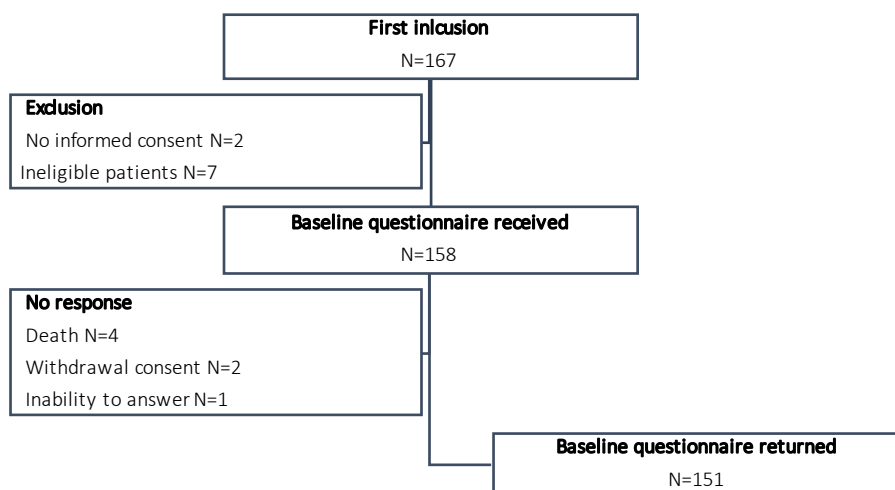 First inlcusion
N=167
Exclusion
No informed consent N=2
Ineligible patients N=7
Baseline questionnaire received
N=158
No response
Death N=4
Withdrawal consent N=2
Inability to answer N=1
Baseline questionnaire returned
N=151